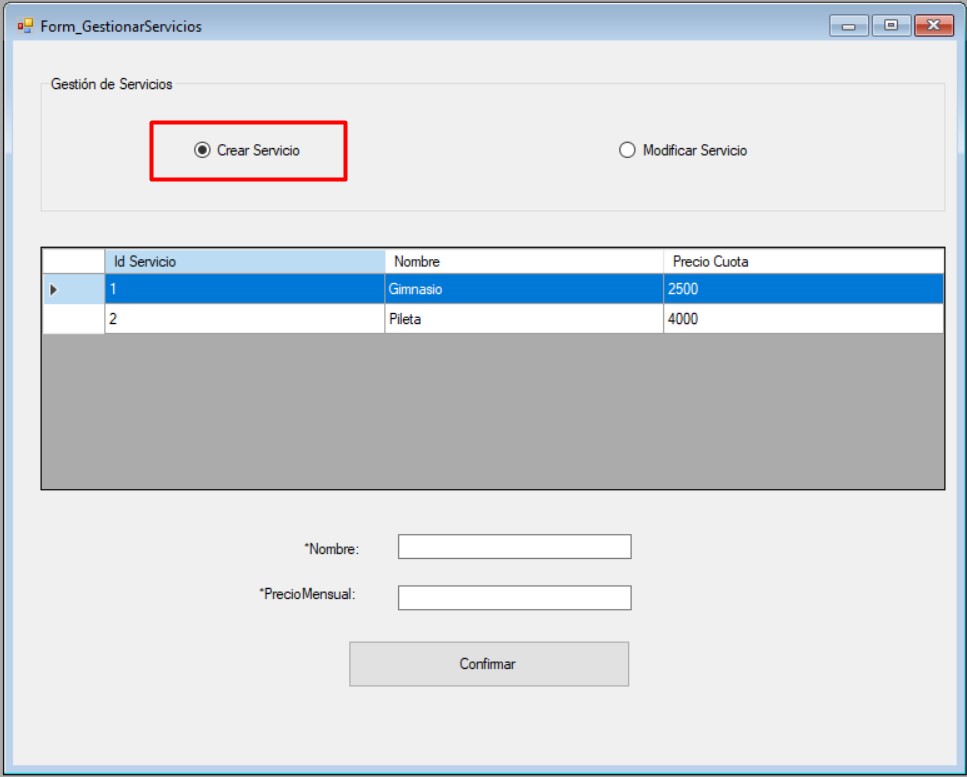 Form_GestionarServicios
Gestión de Servicios
Crear Servicio Modificar Servicio
Id Servicio Nombre Precio Cuota
1 Gimnasio 2500
2 Pileta 4000
*Nombre:
*PrecioMensual:
Confirmar